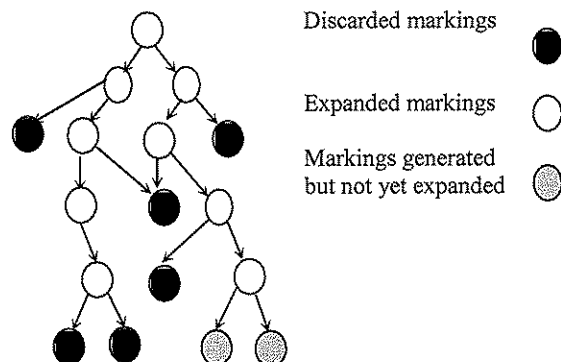 Discarded markings
Expanded markings
Markings generated
but not yet expanded